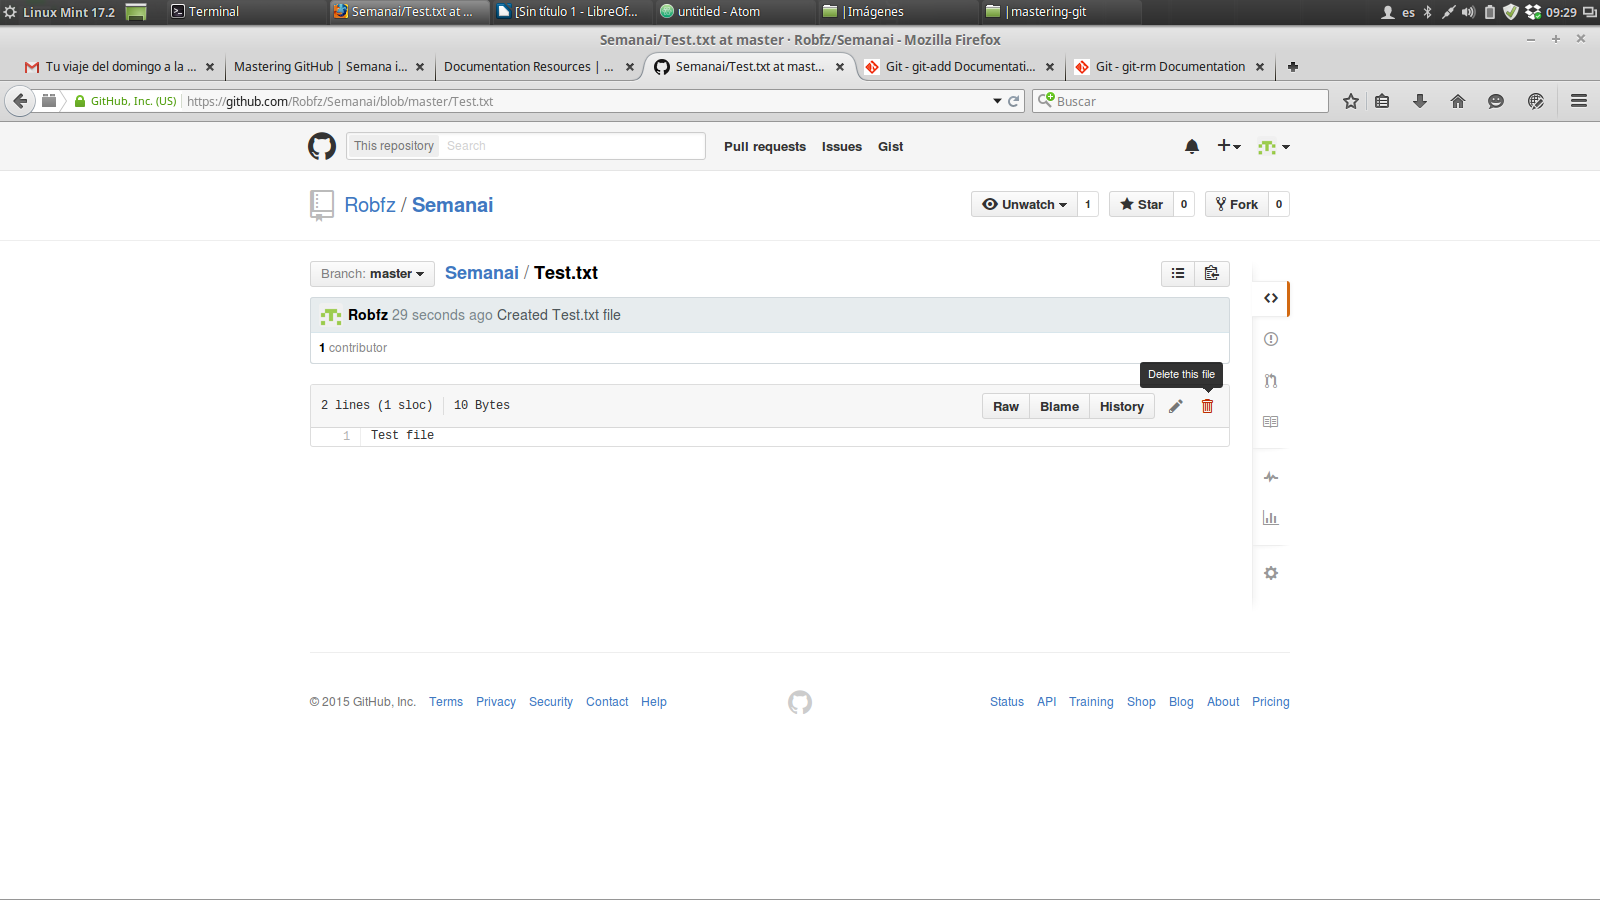 Linux Mint 17.2 Terminal Semanai/Test.txt at ... [Sin título 1 - LibreOf... untitled - Atom |Imágenes |mastering-git es 09:29
Semanai/Test.txt at master · Robfz/Semanai - Mozilla Firefox
Tu viaje del domingo a la ... Mastering GitHub | Semana i... Documentation Resources | ... Semanai/Test.txt at mast... Git - git-add Documentati... Git - git-rm Documentation
GitHub, Inc. (US) https://github.com/Robfz/Semanai/blob/master/Test.txt Buscar
This repository Search Pull requests Issues Gist
Robfz / Semanai Unwatch 1 Star 0 Fork 0
Branch: master Semanai / Test.txt
Robfz 29 seconds ago Created Test.txt file
1 contributor
Delete this file
2 lines (1 sloc) 10 Bytes Raw Blame History
1 Test file
© 2015 GitHub, Inc. Terms Privacy Security Contact Help Status API Training Shop Blog About Pricing